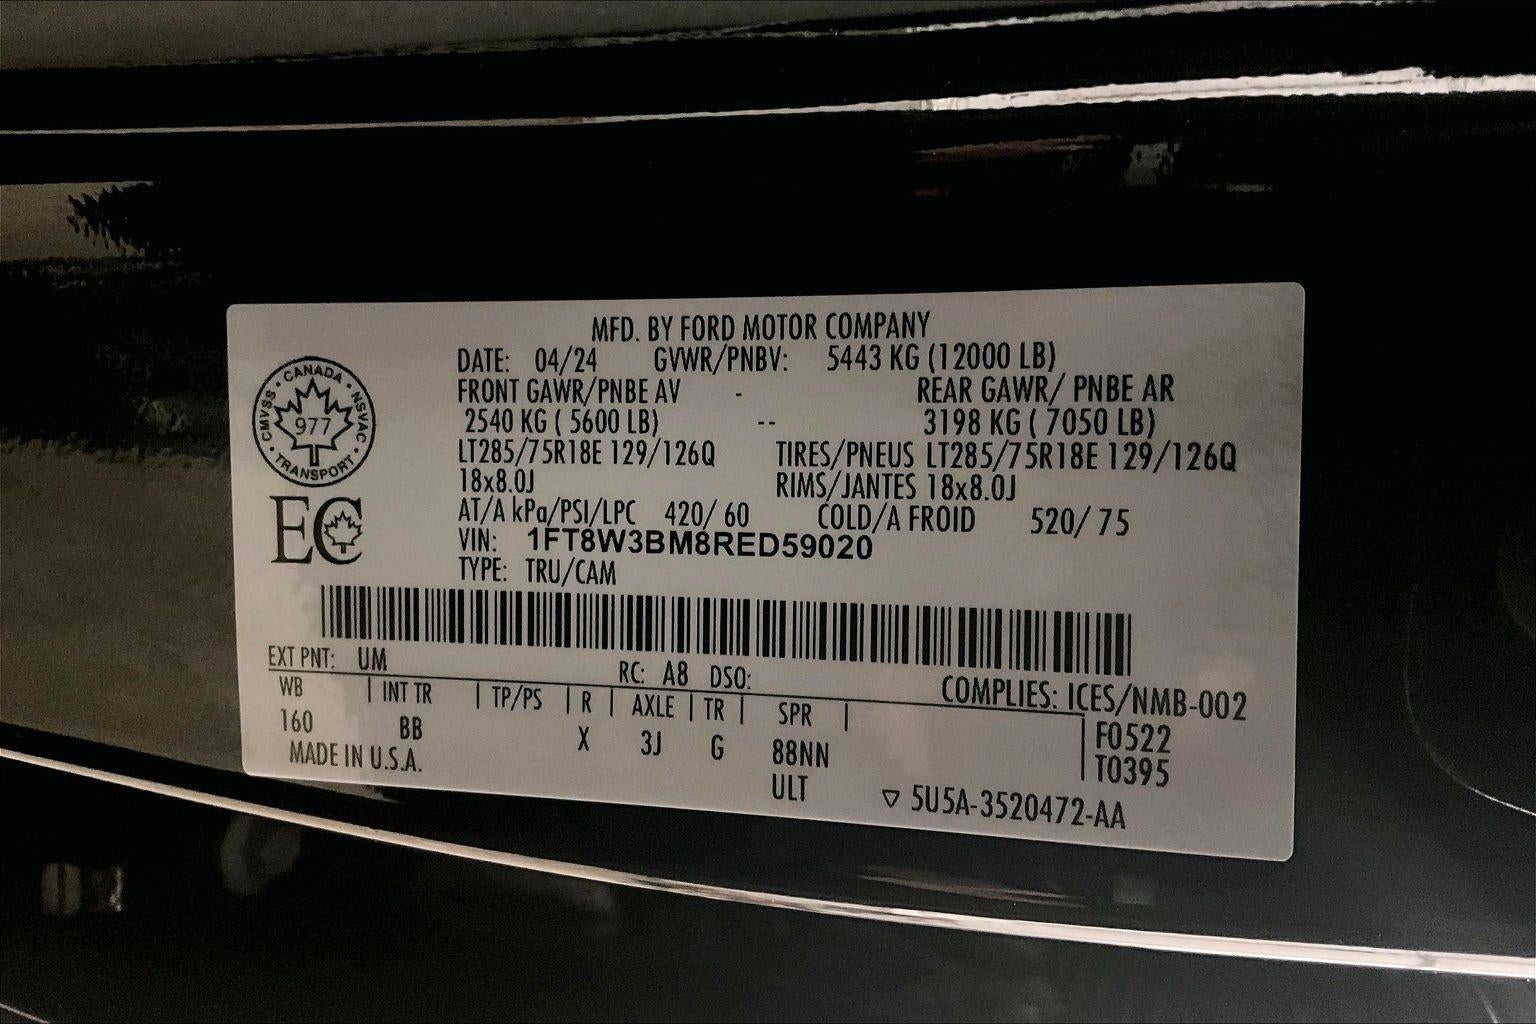 MFD. BY FORD MOTOR COMPANY
DATE: 04/24 GVWR/PNBV: 5443 KG (12000 LB)
FRONT GAWR/PNBE AV - REAR GAWR/ PNBE AR
2540 KG ( 5600 LB) -- 3198 KG ( 7050 LB)
LT285/75R18E 129/126Q TIRES/PNEUS LT285/75R18E 129/126Q
18x8.0J RIMS/JANTES 18x8.0J
AT/A kPa/PSI/LPC 420/ 60 COLD/A FROID 520/ 75
VIN: 1FT8W3BM8RED59020
TYPE: TRU/CAM
CANADA
CMVSS · NSVAC
977
TRANSPORT
EC
EXT PNT: UM RC: A8 DSO:
WB | INT TR | TP/PS | R | AXLE | TR | SPR | COMPLIES: ICES/NMB-002
160 BB X 3J G 88NN F0522
MADE IN U.S.A. ULT T0395
▽ 5U5A-3520472-AA